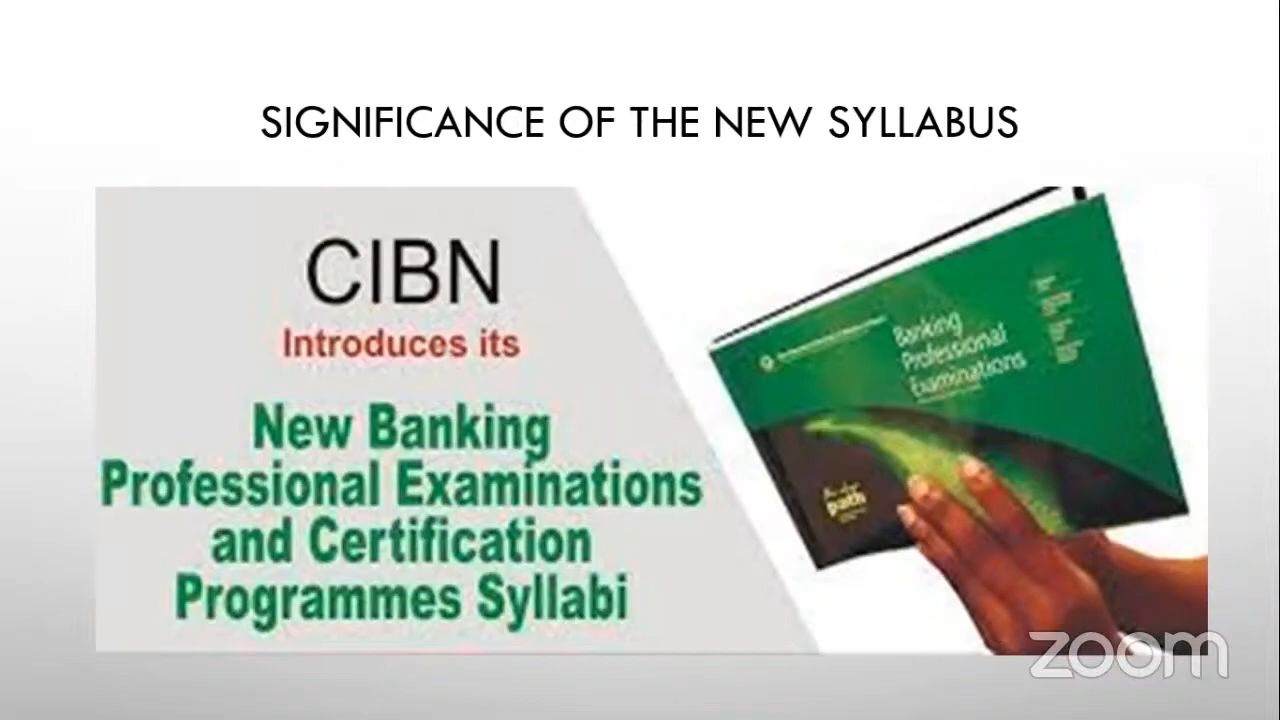 SIGNIFICANCE OF THE NEW SYLLABUS
CIBN
Introduces its
New Banking
Professional Examinations
and Certification
Programmes Syllabi
Banking
Professional
Examinations
path
zoom